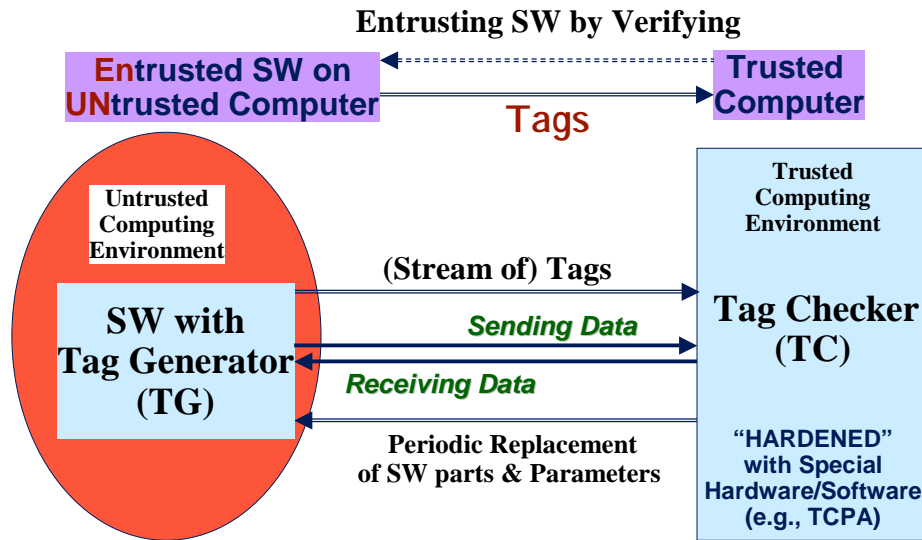 Entrusting SW by Verifying
Entrusted SW on
UNtrusted Computer
Trusted
Computer
Tags
Untrusted
Computing
Environment
Trusted
Computing
Environment
(Stream of) Tags
SW with
Tag Generator
(TG)
Sending Data
Receiving Data
Tag Checker
(TC)
Periodic Replacement
of SW parts & Parameters
“HARDENED”
with Special
Hardware/Software
(e.g., TCPA)